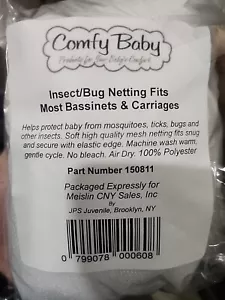 Comfy Baby
Products for Your Baby's Comfort
Insect/Bug Netting Fits
Most Bassinets & Carriages
Helps protect baby from mosquitoes, ticks, bugs and
other insects. Soft high quality mesh netting fits snug
and secure with elastic edge. Machine wash warm,
gentle cycle. No bleach. Air Dry. 100% Polyester
Part Number 150811
Packaged Expressly for
Meislin CNY Sales, Inc
By
JPS Juvenile, Brooklyn, NY
0 799078 000608